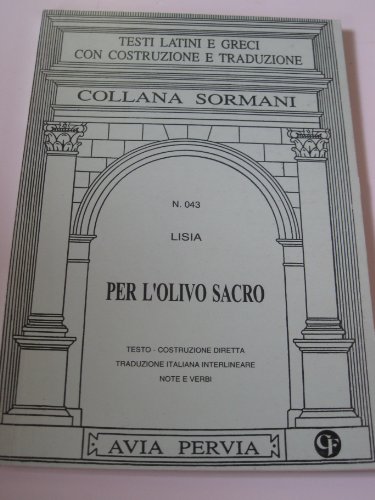 TESTI LATINI E GRECI
CON COSTRUZIONE E TRADUZIONE
COLLANA SORMANI
N. 043
LISIA
PER L'OLIVO SACRO
TESTO - COSTRUZIONE DIRETTA
TRADUZIONE ITALIANA INTERLINEARE
NOTE E VERBI
AVIA PERVIA